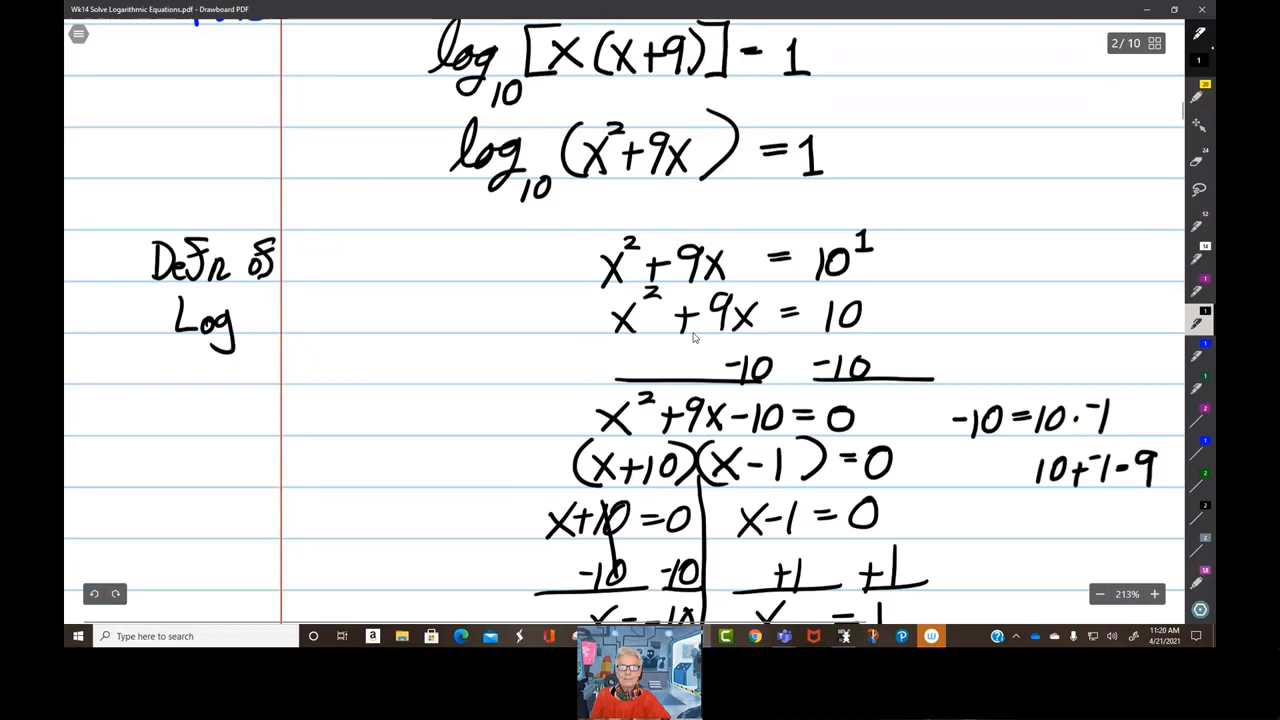 Wk14 Solve Logarithmic Equations.pdf - Drawboard PDF
2 / 10
log₁₀ [x(x+9)] = 1
log₁₀ (x²+9x) = 1
Defn of
Log
x²+9x = 10¹
x²+9x = 10
-10 -10
x²+9x-10=0
-10=10·-1
(x+10)(x-1)=0
10+-1=9
x+10=0 x-1=0
-10 -10 +1 +1
x = -10 x = 1
213%
Type here to search
11:20 AM
4/21/2021